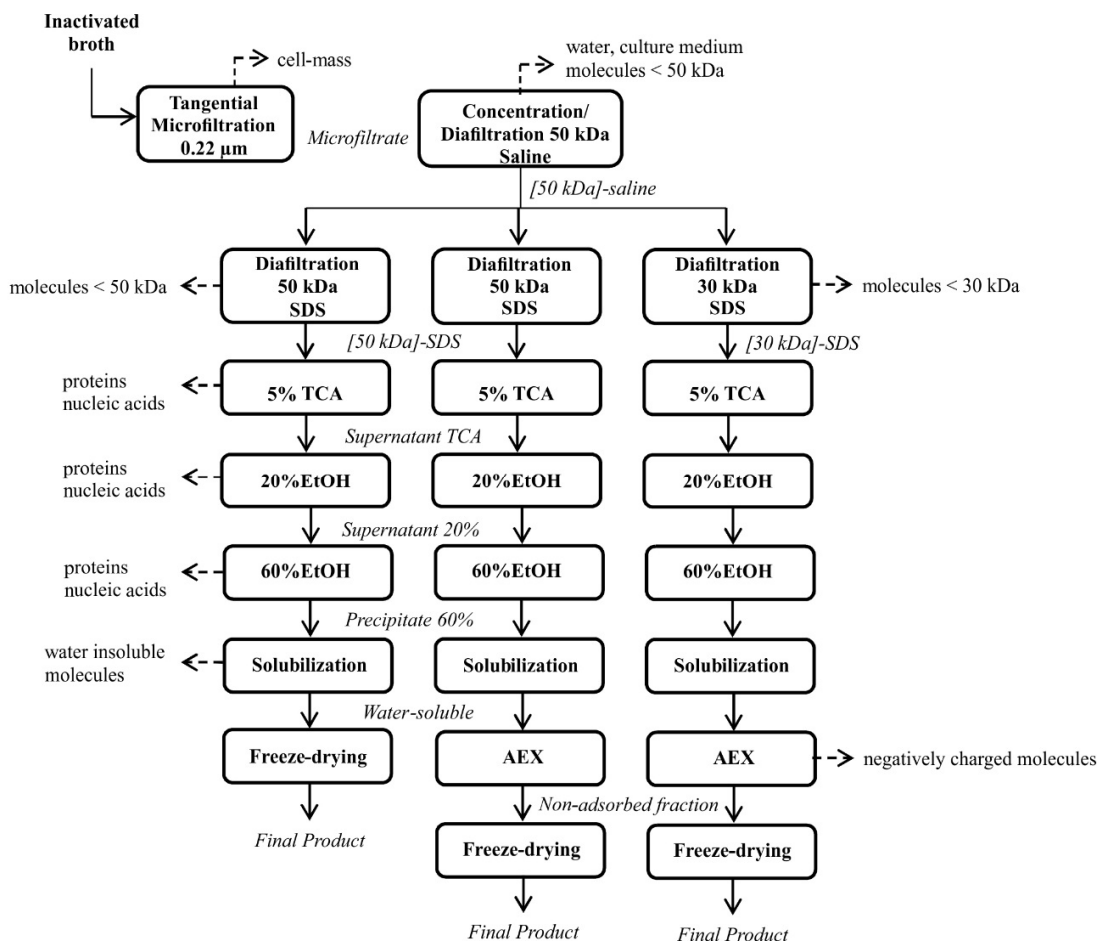 Inactivated
broth
cell-mass
Tangential
Microfiltration
0.22 µm
Microfiltrate
water, culture medium
molecules < 50 kDa
Concentration/
Diafiltration 50 kDa
Saline
[50 kDa]-saline
molecules < 50 kDa
Diafiltration
50 kDa
SDS
Diafiltration
50 kDa
SDS
Diafiltration
30 kDa
SDS
molecules < 30 kDa
[50 kDa]-SDS
[30 kDa]-SDS
proteins
nucleic acids
5% TCA
5% TCA
5% TCA
Supernatant TCA
proteins
nucleic acids
20%EtOH
20%EtOH
20%EtOH
Supernatant 20%
proteins
nucleic acids
60%EtOH
60%EtOH
60%EtOH
Precipitate 60%
water insoluble
molecules
Solubilization
Solubilization
Solubilization
Water-soluble
Freeze-drying
AEX
AEX
negatively charged molecules
Non-adsorbed fraction
Final Product
Freeze-drying
Freeze-drying
Final Product
Final Product